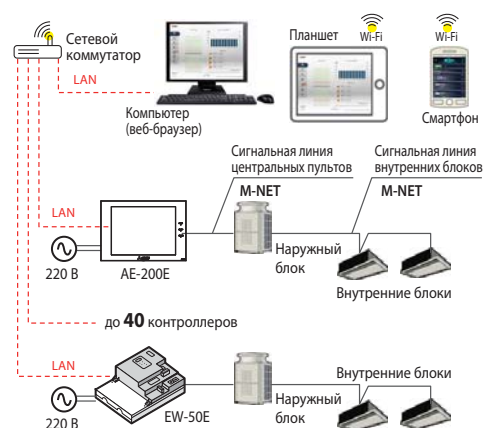 Сетевой
коммутатор
LAN
Компьютер
(веб-браузер)
Планшет
Wi-Fi
Wi-Fi
Смартфон
Сигнальная линия
центральных пультов
M-NET
Сигнальная линия
внутренних блоков
M-NET
LAN
220 В
AE-200E
Наружный
блок
Внутренние блоки
до 40 контроллеров
LAN
220 В
EW-50E
Наружный
блок
Внутренние блоки